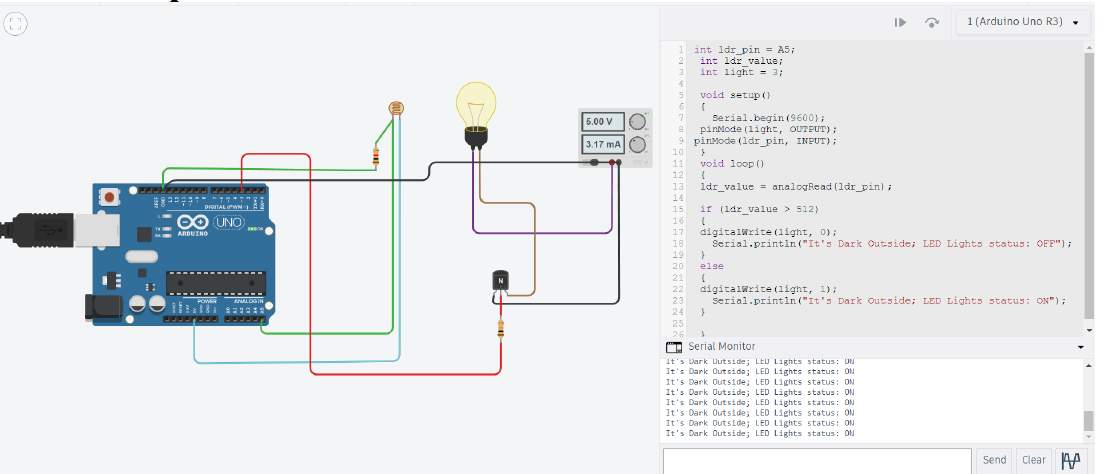 1 (Arduino Uno R3)
1 int ldr_pin = A5;
2 int ldr_value;
3 int light = 3;
4
5 void setup()
6 {
7 Serial.begin(9600);
8 pinMode(light, OUTPUT);
9 pinMode(ldr_pin, INPUT);
10 }
11 void loop()
12 {
13 ldr_value = analogRead(ldr_pin);
14
15 if (ldr_value > 512)
16 {
17 digitalWrite(light, 0);
18 Serial.println("It's Dark Outside; LED Lights status: OFF");
19 }
20 else
21 {
22 digitalWrite(light, 1);
23 Serial.println("It's Dark Outside; LED Lights status: ON");
24 }
25
26 }
5.00 V
3.17 mA
DIGITAL (PWM ~)
UNO
ARDUINO
ON
POWER
ANALOG IN
N
Serial Monitor
It's Dark Outside; LED Lights status: ON
It's Dark Outside; LED Lights status: ON
It's Dark Outside; LED Lights status: ON
It's Dark Outside; LED Lights status: ON
It's Dark Outside; LED Lights status: ON
It's Dark Outside; LED Lights status: ON
It's Dark Outside; LED Lights status: ON
It's Dark Outside; LED Lights status: ON
Send
Clear